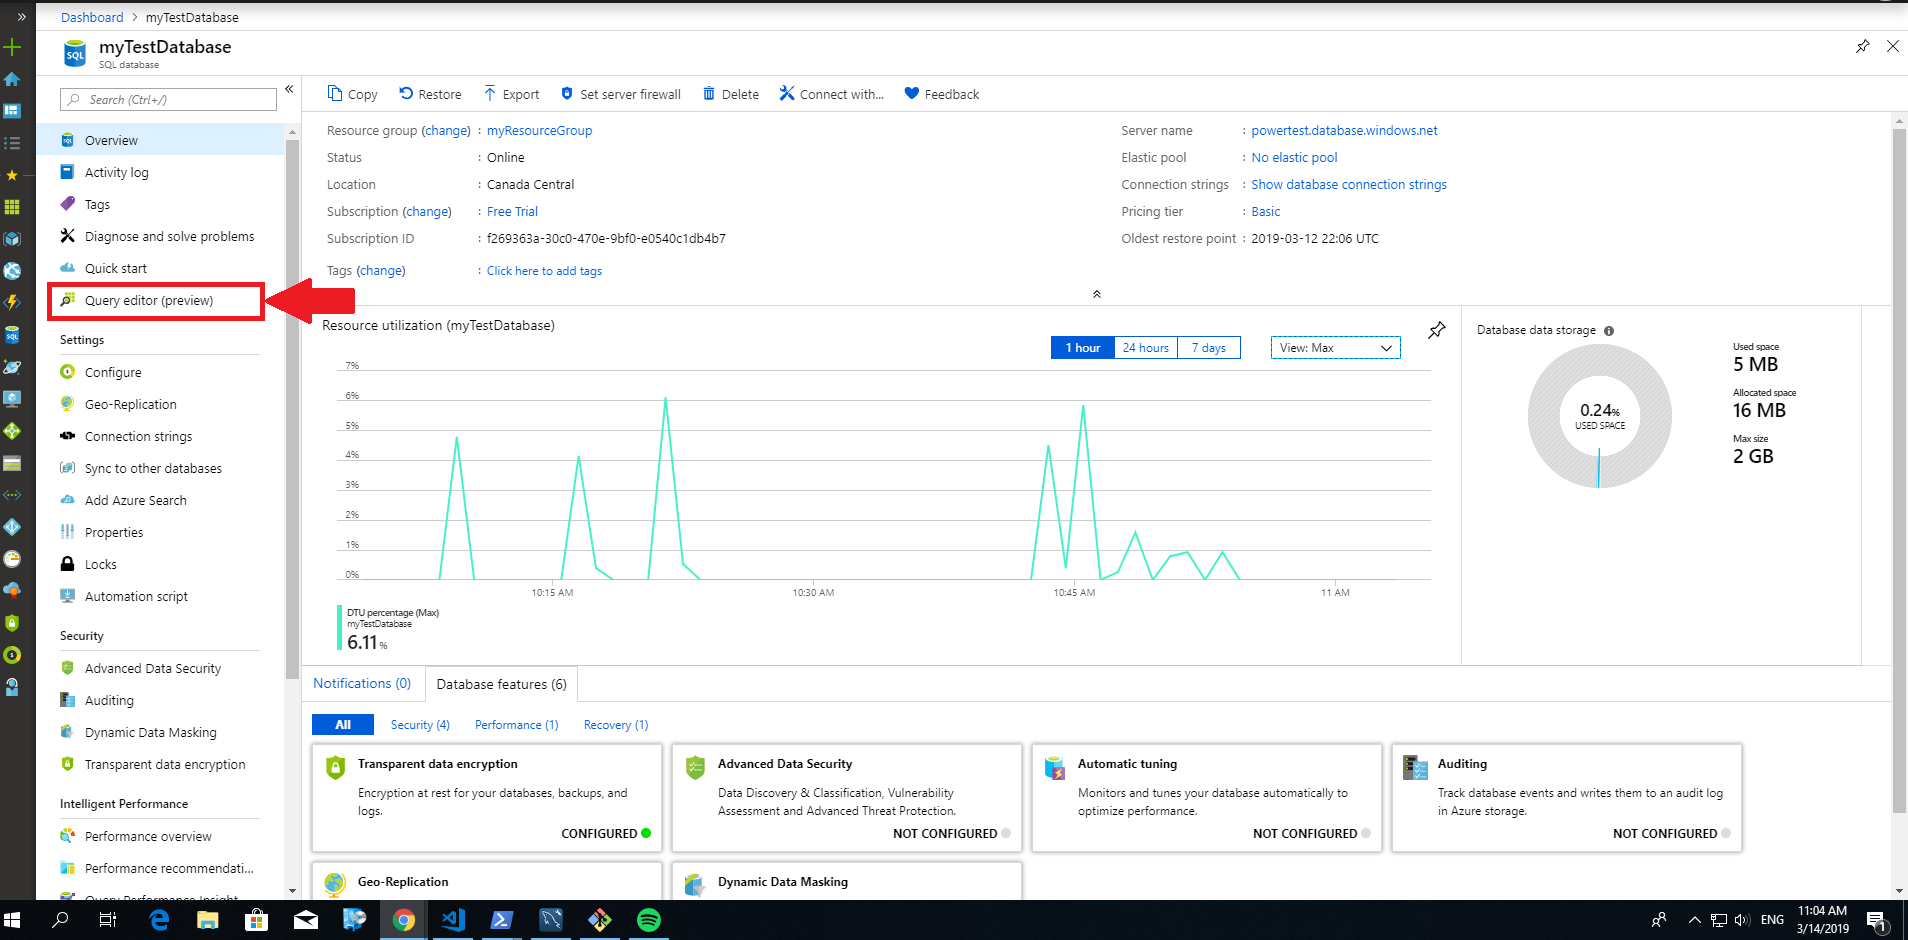 Dashboard > myTestDatabase
myTestDatabase
SQL database
Search (Ctrl+/)
Overview
Activity log
Tags
Diagnose and solve problems
Quick start
Query editor (preview)
Settings
Configure
Geo-Replication
Connection strings
Sync to other databases
Add Azure Search
Properties
Locks
Automation script
Security
Advanced Data Security
Auditing
Dynamic Data Masking
Transparent data encryption
Intelligent Performance
Performance overview
Performance recommendati...
Query Performance Insight
Copy Restore Export Set server firewall Delete Connect with... Feedback
Resource group (change) : myResourceGroup
Status : Online
Location : Canada Central
Subscription (change) : Free Trial
Subscription ID : f269363a-30c0-470e-9bf0-e0540c1db4b7
Tags (change) : Click here to add tags
Server name : powertest.database.windows.net
Elastic pool : No elastic pool
Connection strings : Show database connection strings
Pricing tier : Basic
Oldest restore point : 2019-03-12 22:06 UTC
Resource utilization (myTestDatabase)
1 hour 24 hours 7 days View: Max
7%
6%
5%
4%
3%
2%
1%
0%
10:15 AM 10:30 AM 10:45 AM 11 AM
DTU percentage (Max)
myTestDatabase
6.11 %
Database data storage
0.24%
USED SPACE
Used space
5 MB
Allocated space
16 MB
Max size
2 GB
Notifications (0) Database features (6)
All Security (4) Performance (1) Recovery (1)
Transparent data encryption
Encryption at rest for your databases, backups, and
logs.
CONFIGURED
Advanced Data Security
Data Discovery & Classification, Vulnerability
Assessment and Advanced Threat Protection.
NOT CONFIGURED
Automatic tuning
Monitors and tunes your database automatically to
optimize performance.
NOT CONFIGURED
Auditing
Track database events and writes them to an audit log
in Azure storage.
NOT CONFIGURED
Geo-Replication
Dynamic Data Masking
ENG
11:04 AM
3/14/2019
1